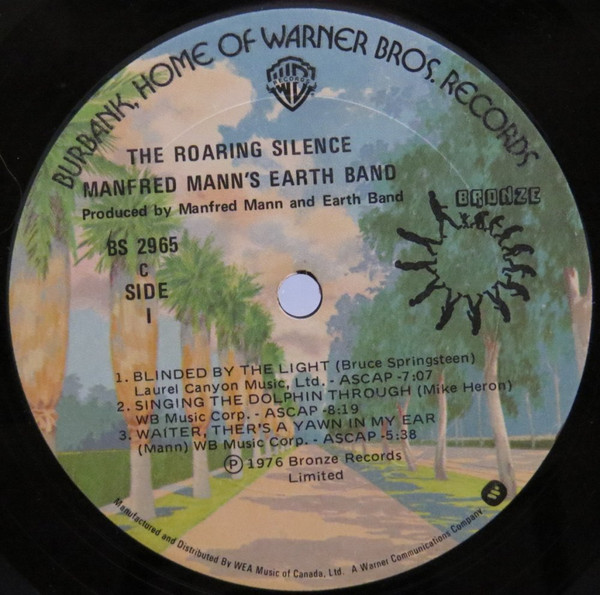 BURBANK, HOME OF WARNER BROS. RECORDS
WB
RECORDS
THE ROARING SILENCE
MANFRED MANN'S EARTH BAND
Produced by Manfred Mann and Earth Band
BRONZE
BS 2965
C
SIDE
I
1. BLINDED BY THE LIGHT (Bruce Springsteen)
Laurel Canyon Music, Ltd. - ASCAP -7:07
2. SINGING THE DOLPHIN THROUGH (Mike Heron)
WB Music Corp. - ASCAP -8:19
3. WAITER, THER'S A YAWN IN MY EAR
(Mann) WB Music Corp. - ASCAP -5:38
Ⓟ 1976 Bronze Records
Limited
Manufactured and Distributed By WEA Music of Canada, Ltd. A Warner Communications Company